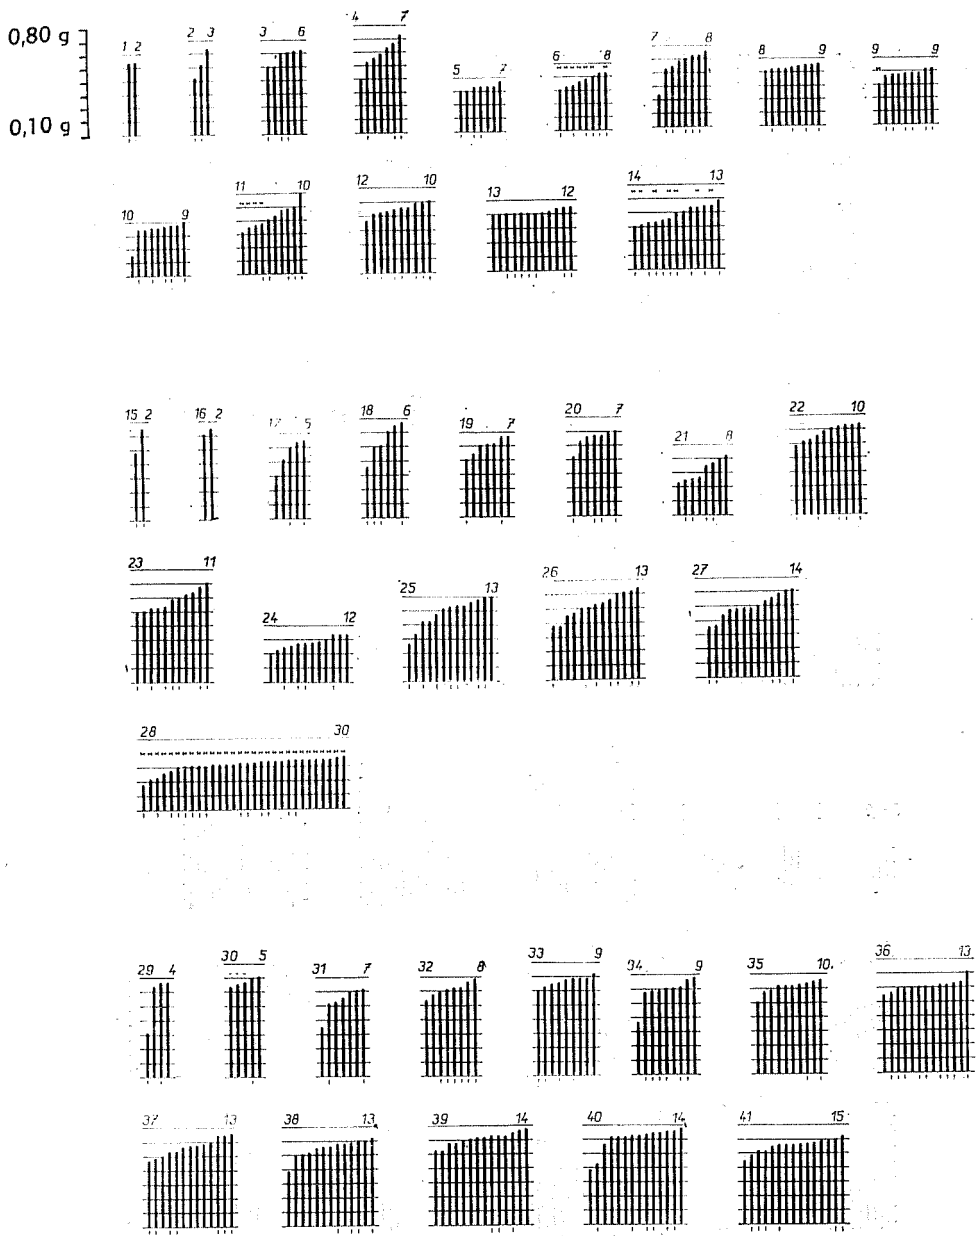 0,80 g
0,10 g
1 2 2 3 3 6 4 7 5 7 6 8 7 8 8 9 9 9
10 9 11 10 12 10 13 12 14 13
15 2 16 2 17 5 18 6 19 7 20 7 21 8 22 10
23 11 24 12 25 13 26 13 27 14
28 30
29 4 30 5 31 7 32 8 33 9 34 9 35 10 36 13
37 13 38 13 39 14 40 14 41 15